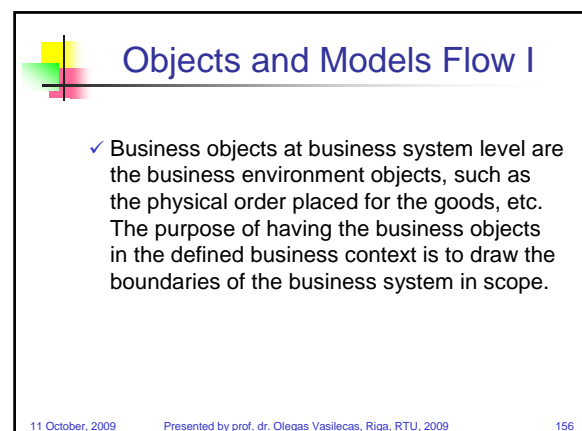 Objects and Models Flow I
✓ Business objects at business system level are
the business environment objects, such as
the physical order placed for the goods, etc.
The purpose of having the business objects
in the defined business context is to draw the
boundaries of the business system in scope.
11 October, 2009 Presented by prof. dr. Olegas Vasilecas, Riga, RTU, 2009 156